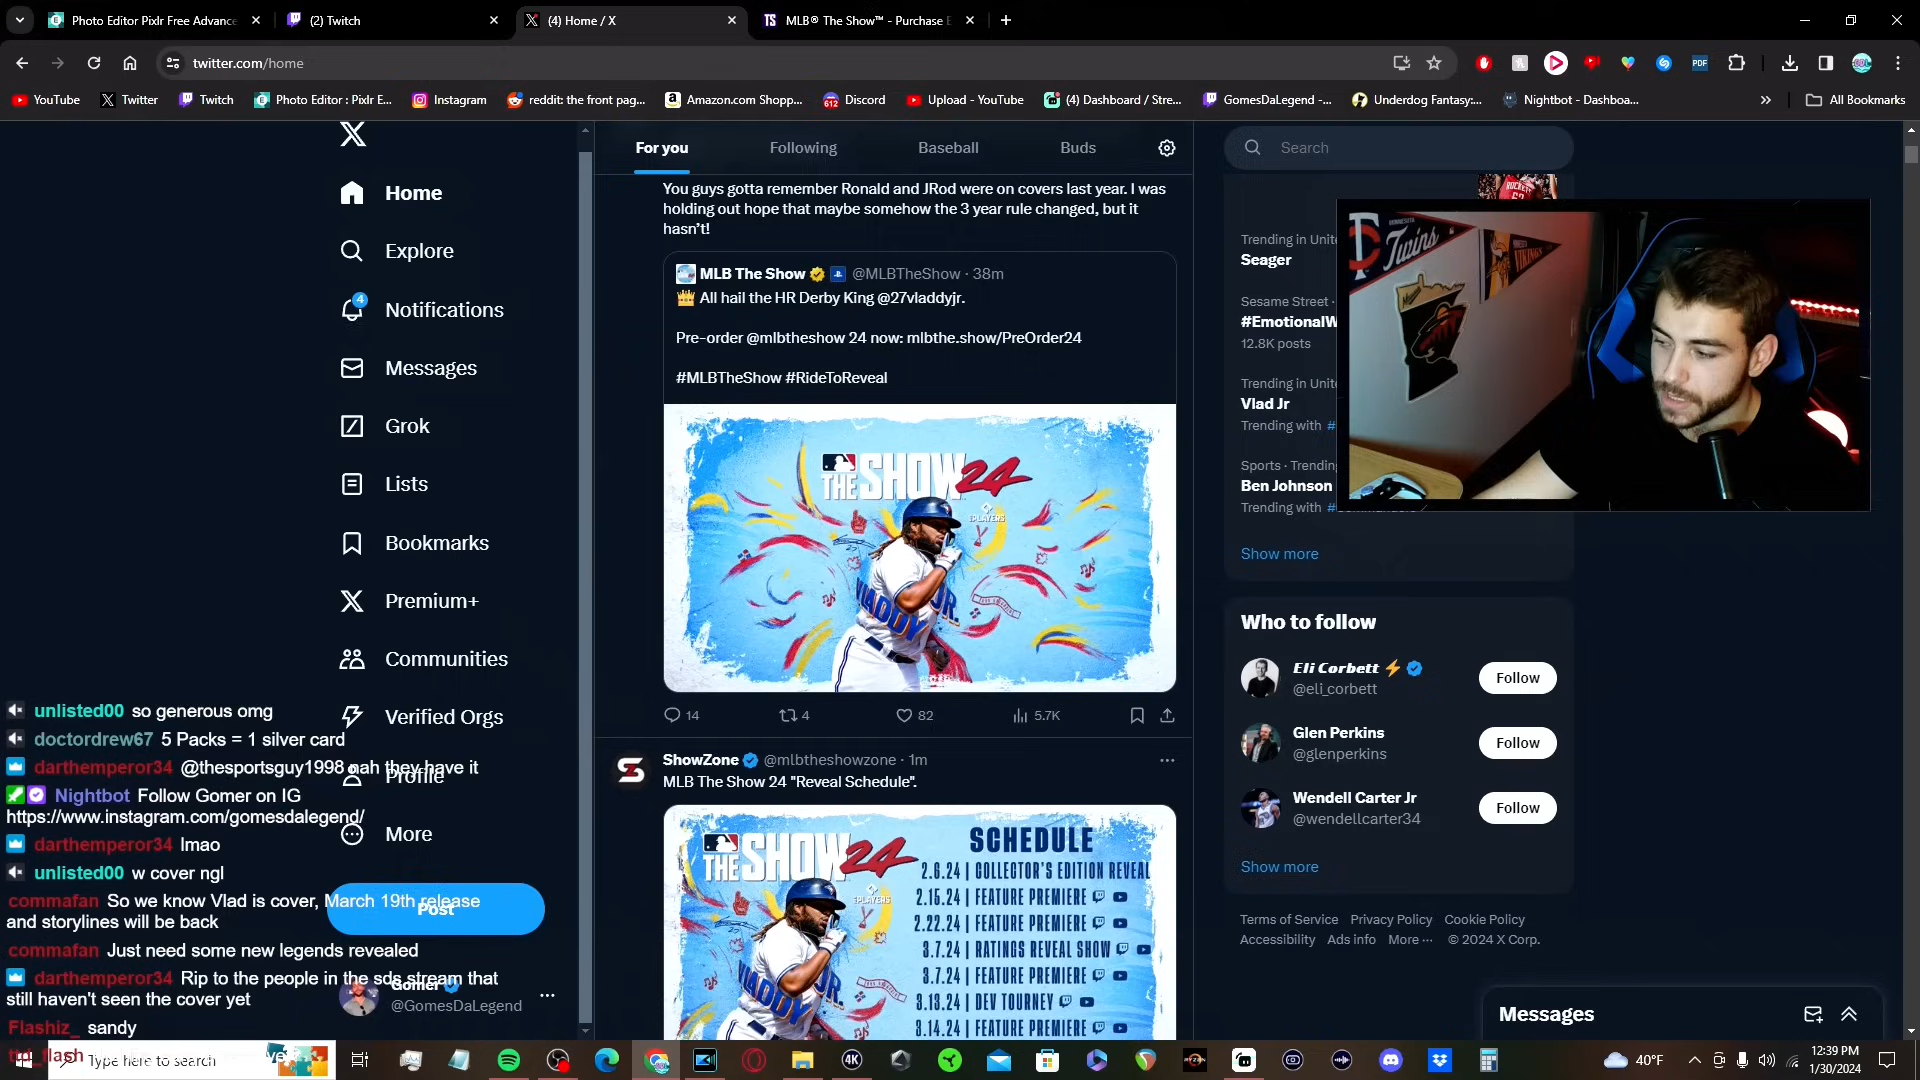 Photo Editor Pixlr Free Advance
(2) Twitch
(4) Home / X
MLB® The Show™ - Purchase E
twitter.com/home
YouTube
Twitter
Twitch
Photo Editor : Pixlr E...
Instagram
reddit: the front pag...
Amazon.com Shopp...
Discord
Upload - YouTube
(4) Dashboard / Stre...
GomesDaLegend -...
Underdog Fantasy:...
Nightbot - Dashboa...
All Bookmarks
Home
Explore
4
Notifications
Messages
Grok
Lists
Bookmarks
Premium+
Communities
Verified Orgs
Profile
More
Post
Gomer
@GomesDaLegend
For you
Following
Baseball
Buds
You guys gotta remember Ronald and JRod were on covers last year. I was
holding out hope that maybe somehow the 3 year rule changed, but it
hasn't!
MLB The Show @MLBTheShow · 38m
All hail the HR Derby King @27vladdyjr.
Pre-order @mlbtheshow 24 now: mlbthe.show/PreOrder24
#MLBTheShow #RideToReveal
THE SHOW 24
VLADDY JR.
14
4
82
5.7K
ShowZone @mlbtheshowzone · 1m
MLB The Show 24 "Reveal Schedule".
THE SHOW 24
SCHEDULE
2.6.24 | COLLECTOR'S EDITION REVEAL
2.15.24 | FEATURE PREMIERE
2.22.24 | FEATURE PREMIERE
3.7.24 | RATINGS REVEAL SHOW
3.7.24 | FEATURE PREMIERE
3.13.24 | DEV TOURNEY
3.14.24 | FEATURE PREMIERE
Search
ROCKETS
Trending in Unite
Seager
Sesame Street ·
#EmotionalW
12.8K posts
Trending in Unite
Vlad Jr
Trending with #
Sports · Trending
Ben Johnson
Trending with #
Show more
Twins
VIKINGS
Who to follow
Eli Corbett
@eli_corbett
Follow
Glen Perkins
@glenperkins
Follow
Wendell Carter Jr
@wendellcarter34
Follow
Show more
Terms of Service Privacy Policy Cookie Policy
Accessibility Ads info More ··· © 2024 X Corp.
Messages
unlisted00 so generous omg
doctordrew67 5 Packs = 1 silver card
darthemperor34 @thesportsguy1998 nah they have it
Nightbot Follow Gomer on IG
https://www.instagram.com/gomesdalegend/
darthemperor34 lmao
unlisted00 w cover ngl
commafan So we know Vlad is cover, March 19th release
and storylines will be back
commafan Just need some new legends revealed
darthemperor34 Rip to the people in the sds stream that
still haven't seen the cover yet
Flashiz_ sandy
Type here to search
PDF
612
4K
RYZEN
40°F
12:39 PM
1/30/2024